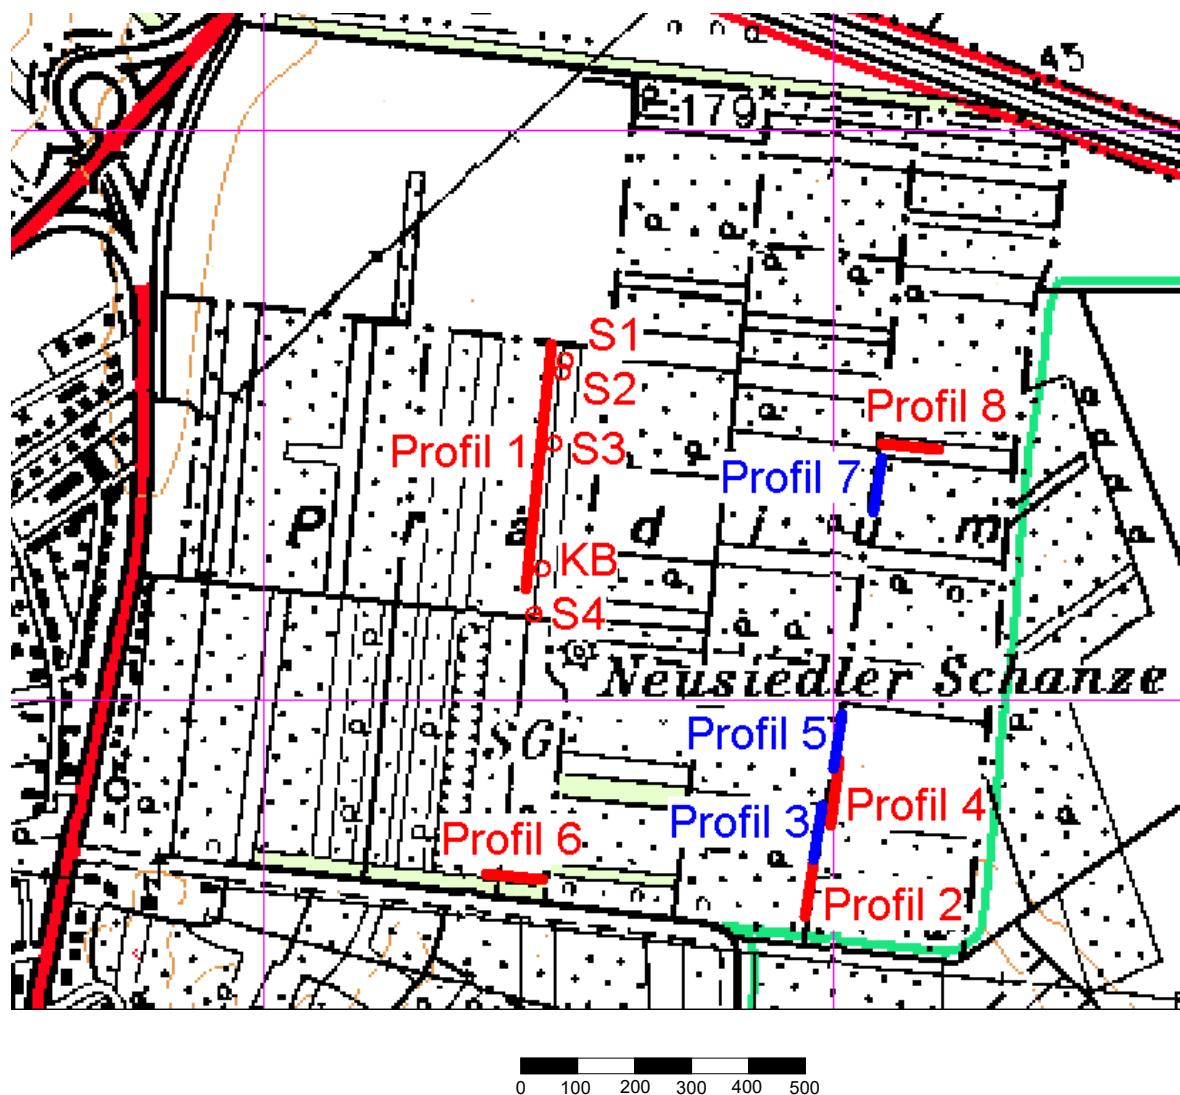 45
179
S1
S2
Profil 8
Profil 1
S3
Profil 7
P r a d i u m
KB
S4
Neusiedler Schanze
Profil 5
SG
Profil 4
Profil 3
Profil 6
Profil 2
0 100 200 300 400 500